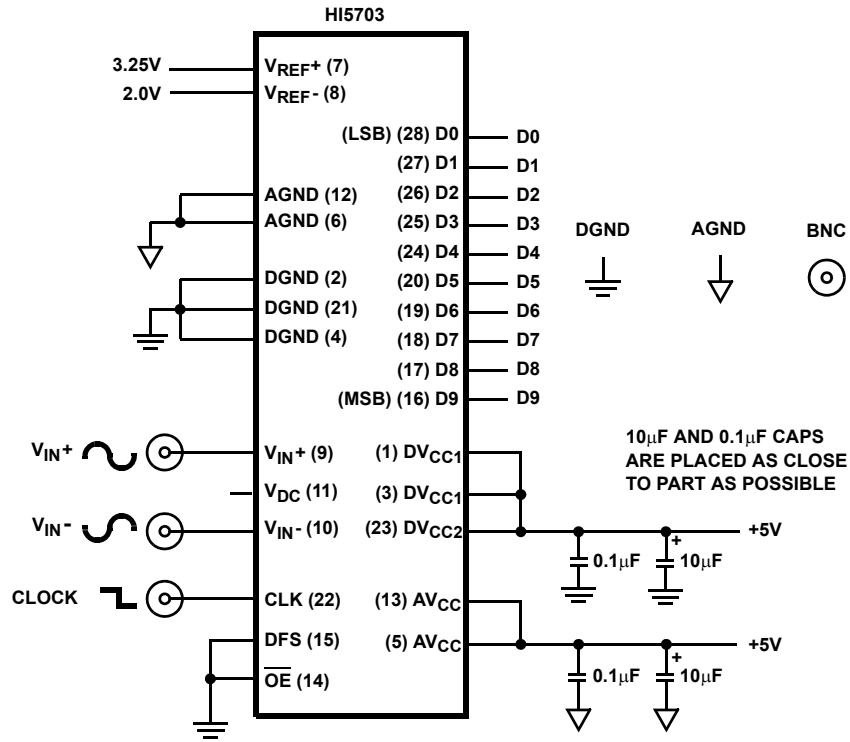 HI5703
3.25V
2.0V
VREF+ (7)
VREF- (8)
(LSB) (28) D0
D0
(27) D1
D1
AGND (12)
(26) D2
D2
AGND (6)
(25) D3
D3
(24) D4
D4
DGND (2)
(20) D5
D5
DGND (21)
(19) D6
D6
DGND (4)
(18) D7
D7
(17) D8
D8
(MSB) (16) D9
D9
DGND
AGND
BNC
VIN+
VIN+ (9)
(1) DVCC1
10μF AND 0.1μF CAPS
ARE PLACED AS CLOSE
TO PART AS POSSIBLE
VDC (11)
(3) DVCC1
VIN-
VIN- (10)
(23) DVCC2
+5V
0.1μF
+
10μF
CLOCK
CLK (22)
(13) AVCC
DFS (15)
(5) AVCC
+5V
OE (14)
0.1μF
+
10μF